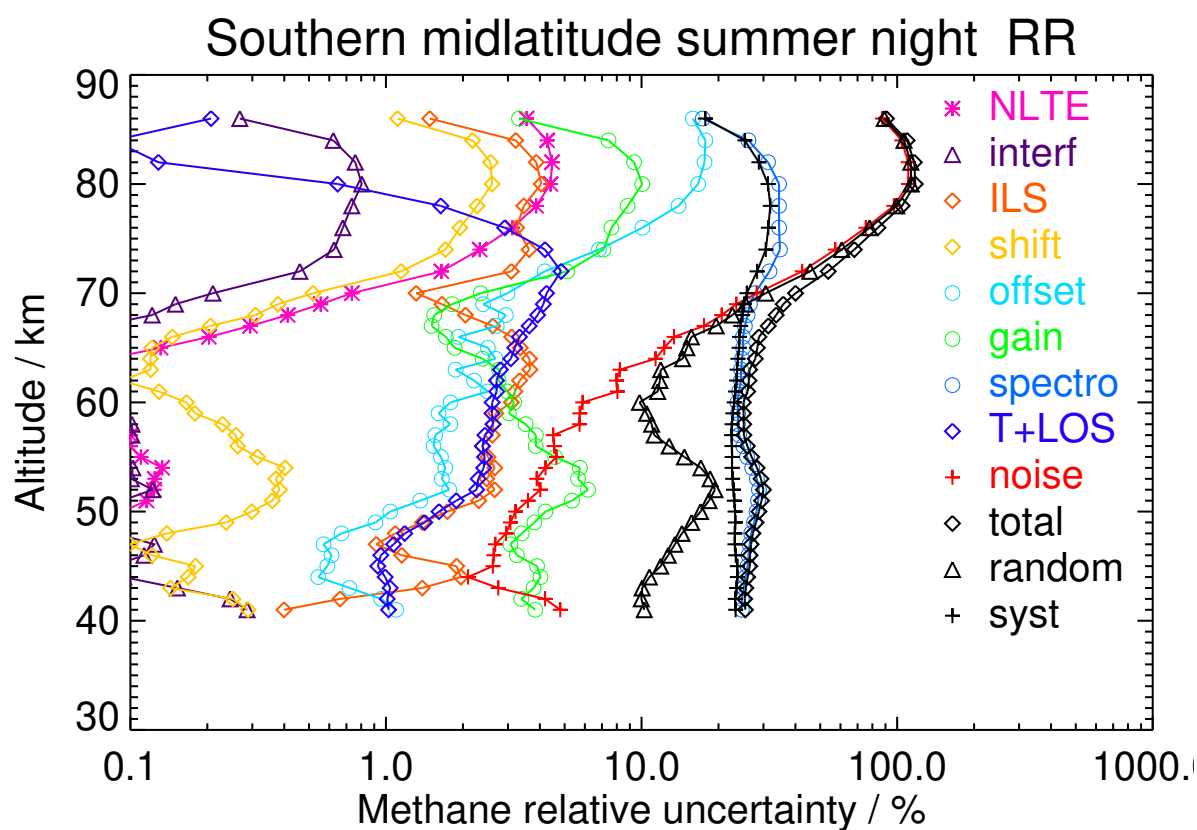 Southern midlatitude summer night RR
90
80
70
60
50
40
30
Altitude / km
NLTE
interf
ILS
shift
offset
gain
spectro
T+LOS
noise
total
random
syst
0.1 1.0 10.0 100.0 1000.0
Methane relative uncertainty / %